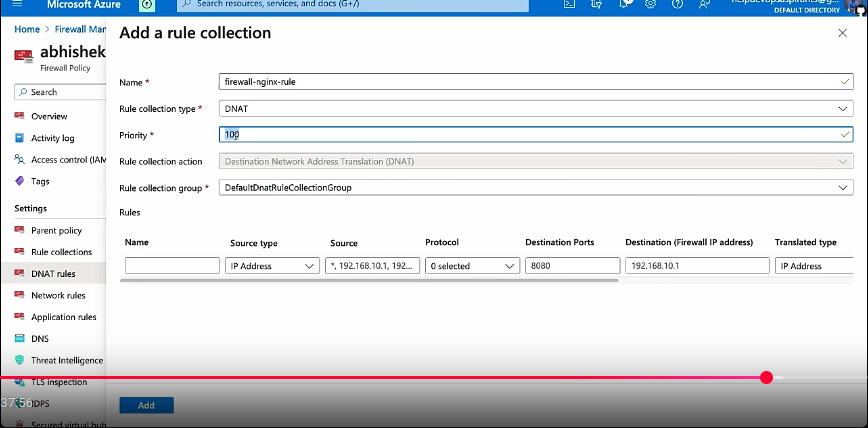 Microsoft Azure
Search resources, services, and docs (G+/)
DEFAULT DIRECTORY
Home > Firewall Man
abhishek
Firewall Policy
Search
Overview
Activity log
Access control (IAM
Tags
Settings
Parent policy
Rule collections
DNAT rules
Network rules
Application rules
DNS
Threat Intelligence
TLS inspection
IDPS
Secured virtual hub
37:56
Add a rule collection
Name *
firewall-nginx-rule
Rule collection type *
DNAT
Priority *
100
Rule collection action
Destination Network Address Translation (DNAT)
Rule collection group *
DefaultDnatRuleCollectionGroup
Rules
Name Source type Source Protocol Destination Ports Destination (Firewall IP address) Translated type
IP Address *, 192.168.10.1, 192... 0 selected 8080 192.168.10.1 IP Address
Add